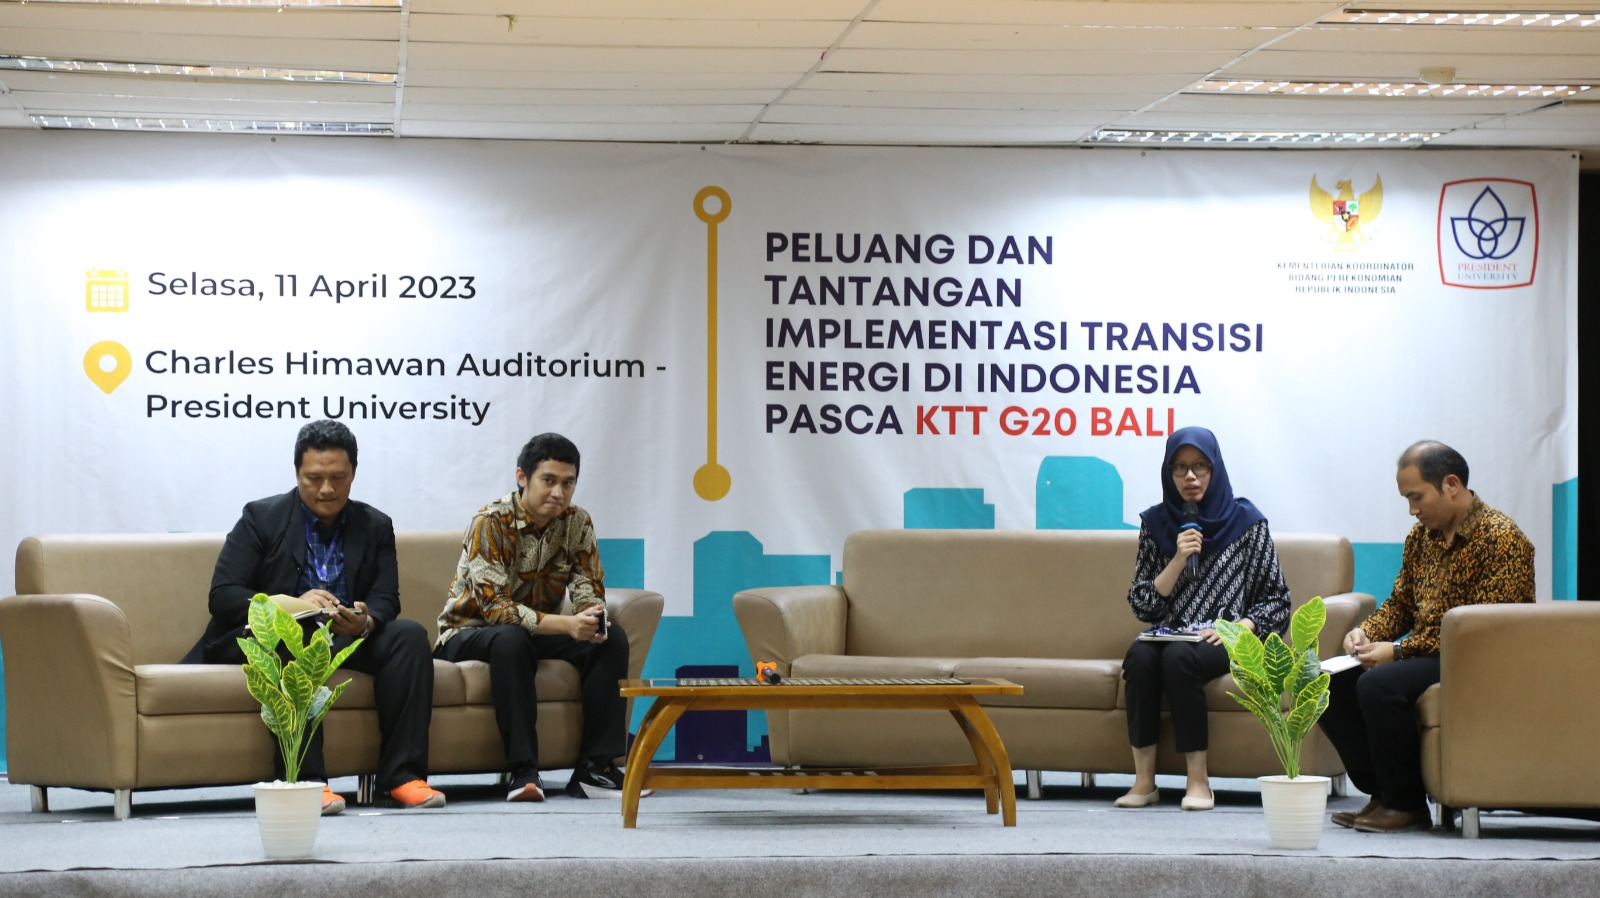 Selasa, 11 April 2023
Charles Himawan Auditorium -
President University
PELUANG DAN
TANTANGAN
IMPLEMENTASI TRANSISI
ENERGI DI INDONESIA
PASCA KTT G20 BALI
KEMENTERIAN KOORDINATOR
BIDANG PEREKONOMIAN
REPUBLIK INDONESIA
PRESIDENT
UNIVERSITY